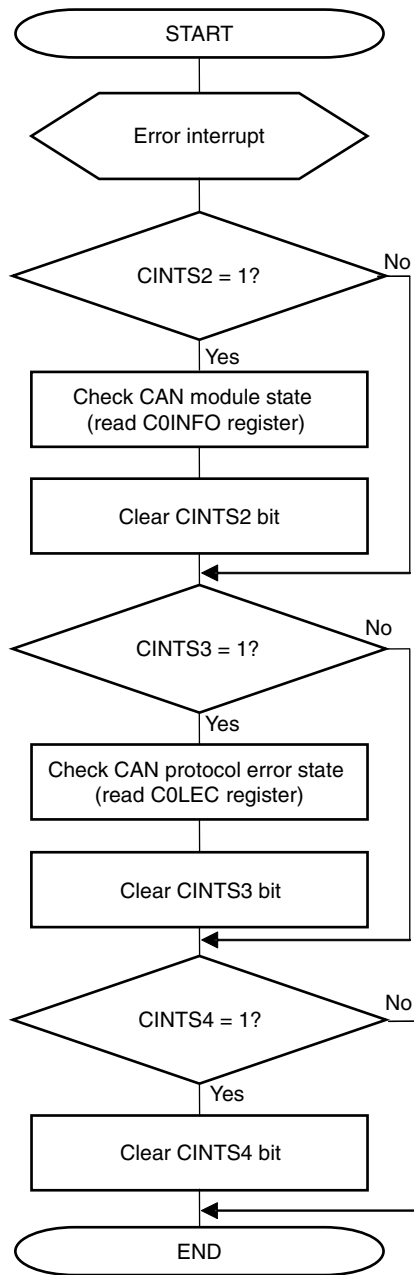 START
Error interrupt
CINTS2 = 1?
No
Yes
Check CAN module state
(read C0INFO register)
Clear CINTS2 bit
CINTS3 = 1?
No
Yes
Check CAN protocol error state
(read C0LEC register)
Clear CINTS3 bit
CINTS4 = 1?
No
Yes
Clear CINTS4 bit
END